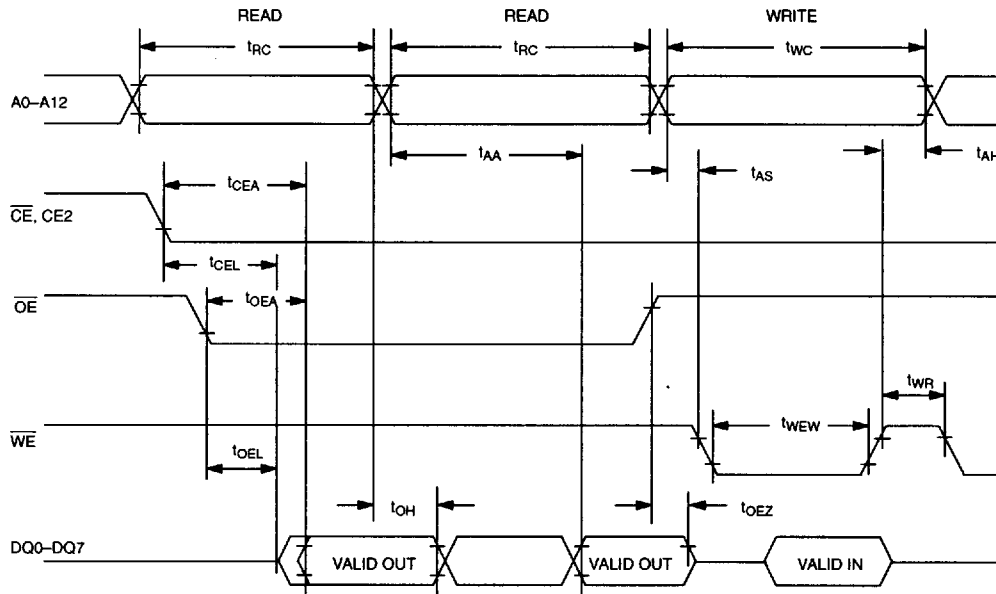 READ READ WRITE
tRC tRC tWC
A0–A12
tAA tAS tAH
tCEA
CE, CE2
tCEL
OE tOEA
tWR
WE tWEW
tOEL
tOH tOEZ
DQ0–DQ7 VALID OUT VALID OUT VALID IN